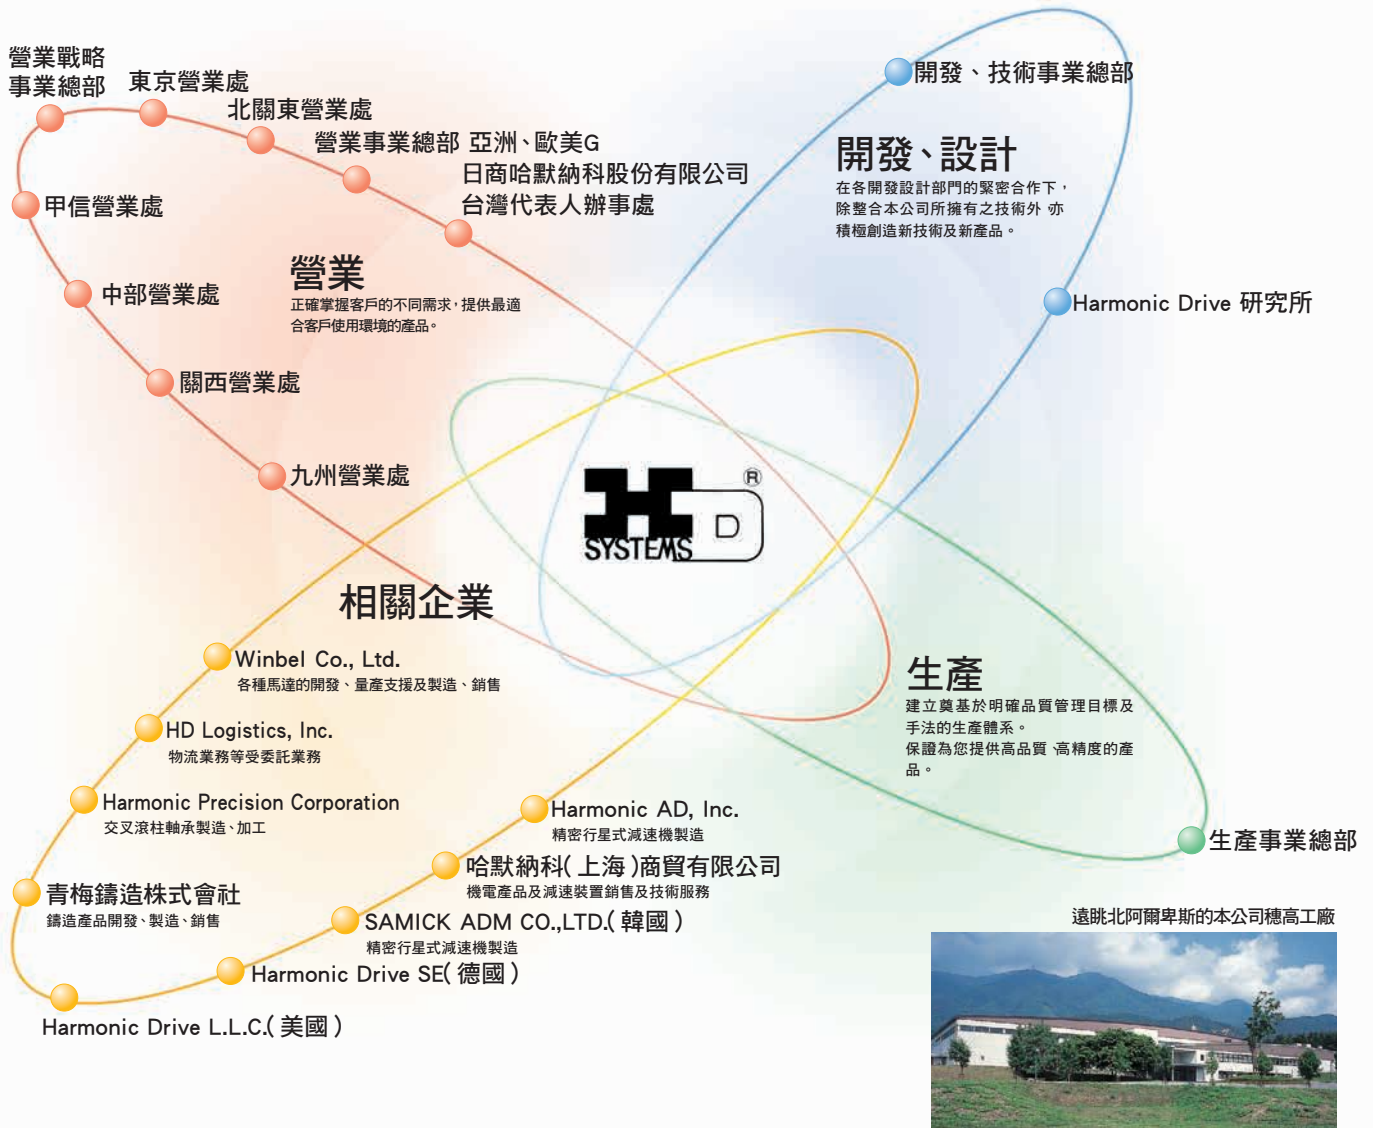 營業戰略
事業總部
東京營業處
北關東營業處
營業事業總部 亞洲、歐美G
日商哈默納科股份有限公司
台灣代表人辦事處
甲信營業處
中部營業處
關西營業處
九州營業處
營業
正確掌握客戶的不同需求，提供最適
合客戶使用環境的產品。
開發、技術事業總部
開發、設計
在各開發設計部門的緊密合作下，
除整合本公司所擁有之技術外，亦
積極創造新技術及新產品。
Harmonic Drive 研究所
H D
SYSTEMS
®
相關企業
Winbel Co., Ltd.
各種馬達的開發、量產支援及製造、銷售
HD Logistics, Inc.
物流業務等受委託業務
Harmonic Precision Corporation
交叉滾柱軸承製造、加工
青梅鑄造株式會社
鑄造產品開發、製造、銷售
Harmonic Drive L.L.C.(美國)
Harmonic Drive SE(德國)
SAMICK ADM CO.,LTD.(韓國)
精密行星式減速機製造
哈默納科(上海)商貿有限公司
機電產品及減速裝置銷售及技術服務
Harmonic AD, Inc.
精密行星式減速機製造
生產
建立奠基於明確品質管理目標及
手法的生產體系。
保證為您提供高品質、高精度的產
品。
生產事業總部
遠眺北阿爾卑斯的本公司穗高工廠